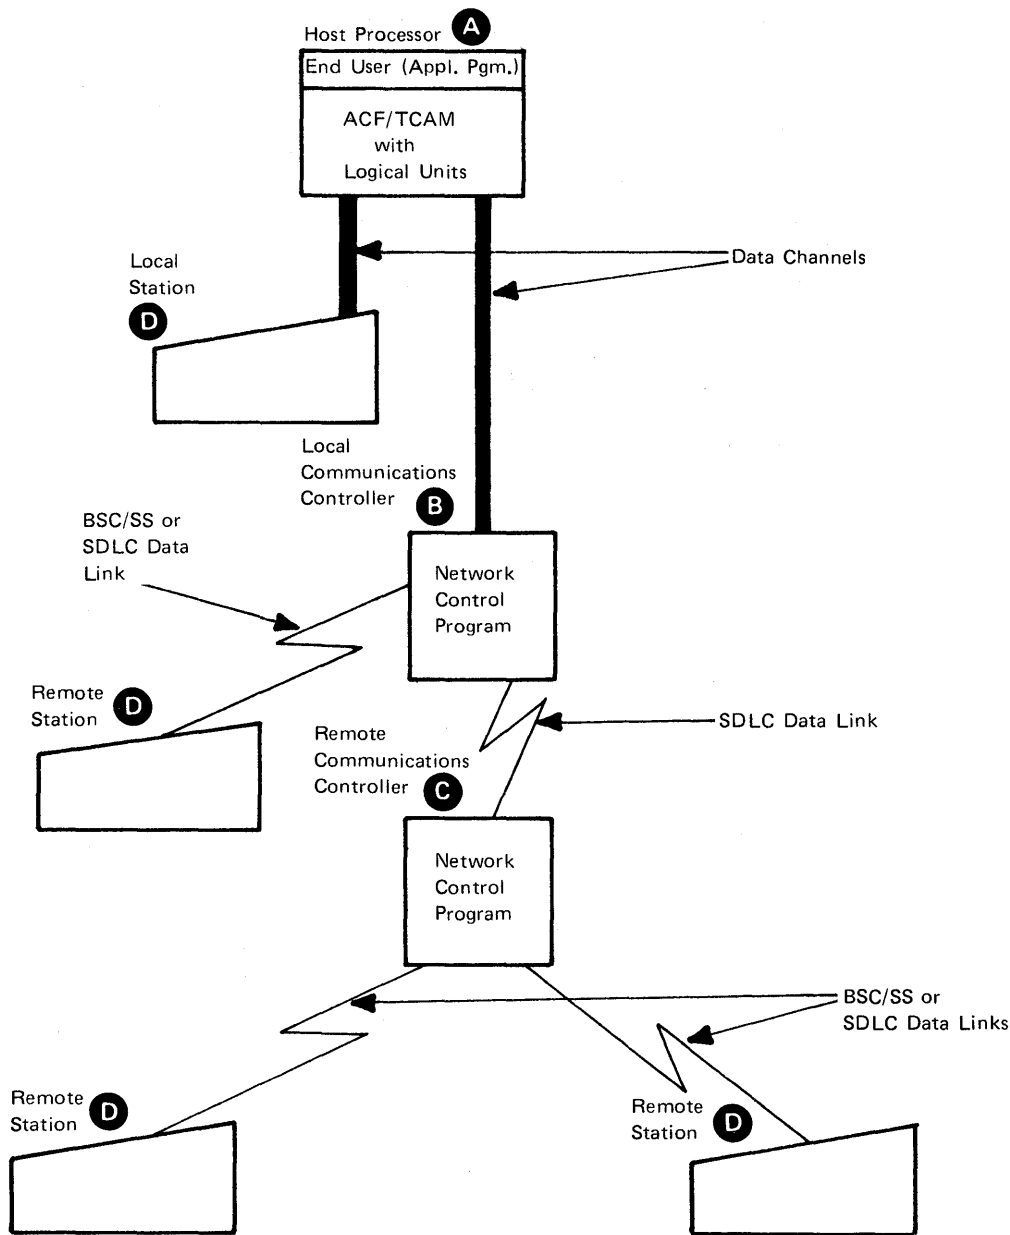 Host Processor A
End User (Appl. Pgm.)
ACF/TCAM
with
Logical Units
Data Channels
Local
Station
D
Local
Communications
Controller B
BSC/SS or
SDLC Data
Link
Network
Control
Program
Remote
Station D
SDLC Data Link
Remote
Communications
Controller C
Network
Control
Program
BSC/SS or
SDLC Data Links
Remote
Station D
Remote
Station D